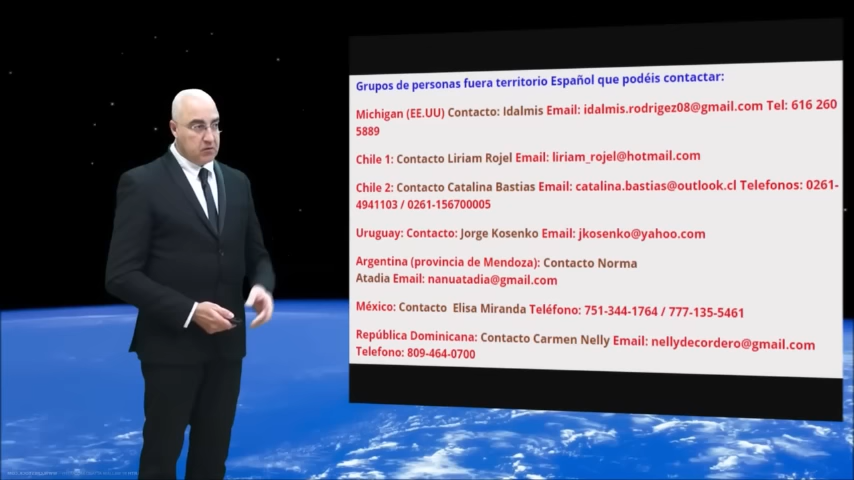 Grupos de personas fuera territorio Español que podéis contactar:
Michigan (EE.UU) Contacto: Idalmis Email: idalmis.rodrigez08@gmail.com Tel: 616 260
5889
Chile 1: Contacto Liriam Rojel Email: liriam_rojel@hotmail.com
Chile 2: Contacto Catalina Bastias Email: catalina.bastias@outlook.cl Telefonos: 0261-
4941103 / 0261-156700005
Uruguay: Contacto: Jorge Kosenko Email: jkosenko@yahoo.com
Argentina (provincia de Mendoza): Contacto Norma
Atadia Email: nanuatadia@gmail.com
México: Contacto Elisa Miranda Teléfono: 751-344-1764 / 777-135-5461
República Dominicana: Contacto Carmen Nelly Email: nellydecordero@gmail.com
Telefono: 809-464-0700